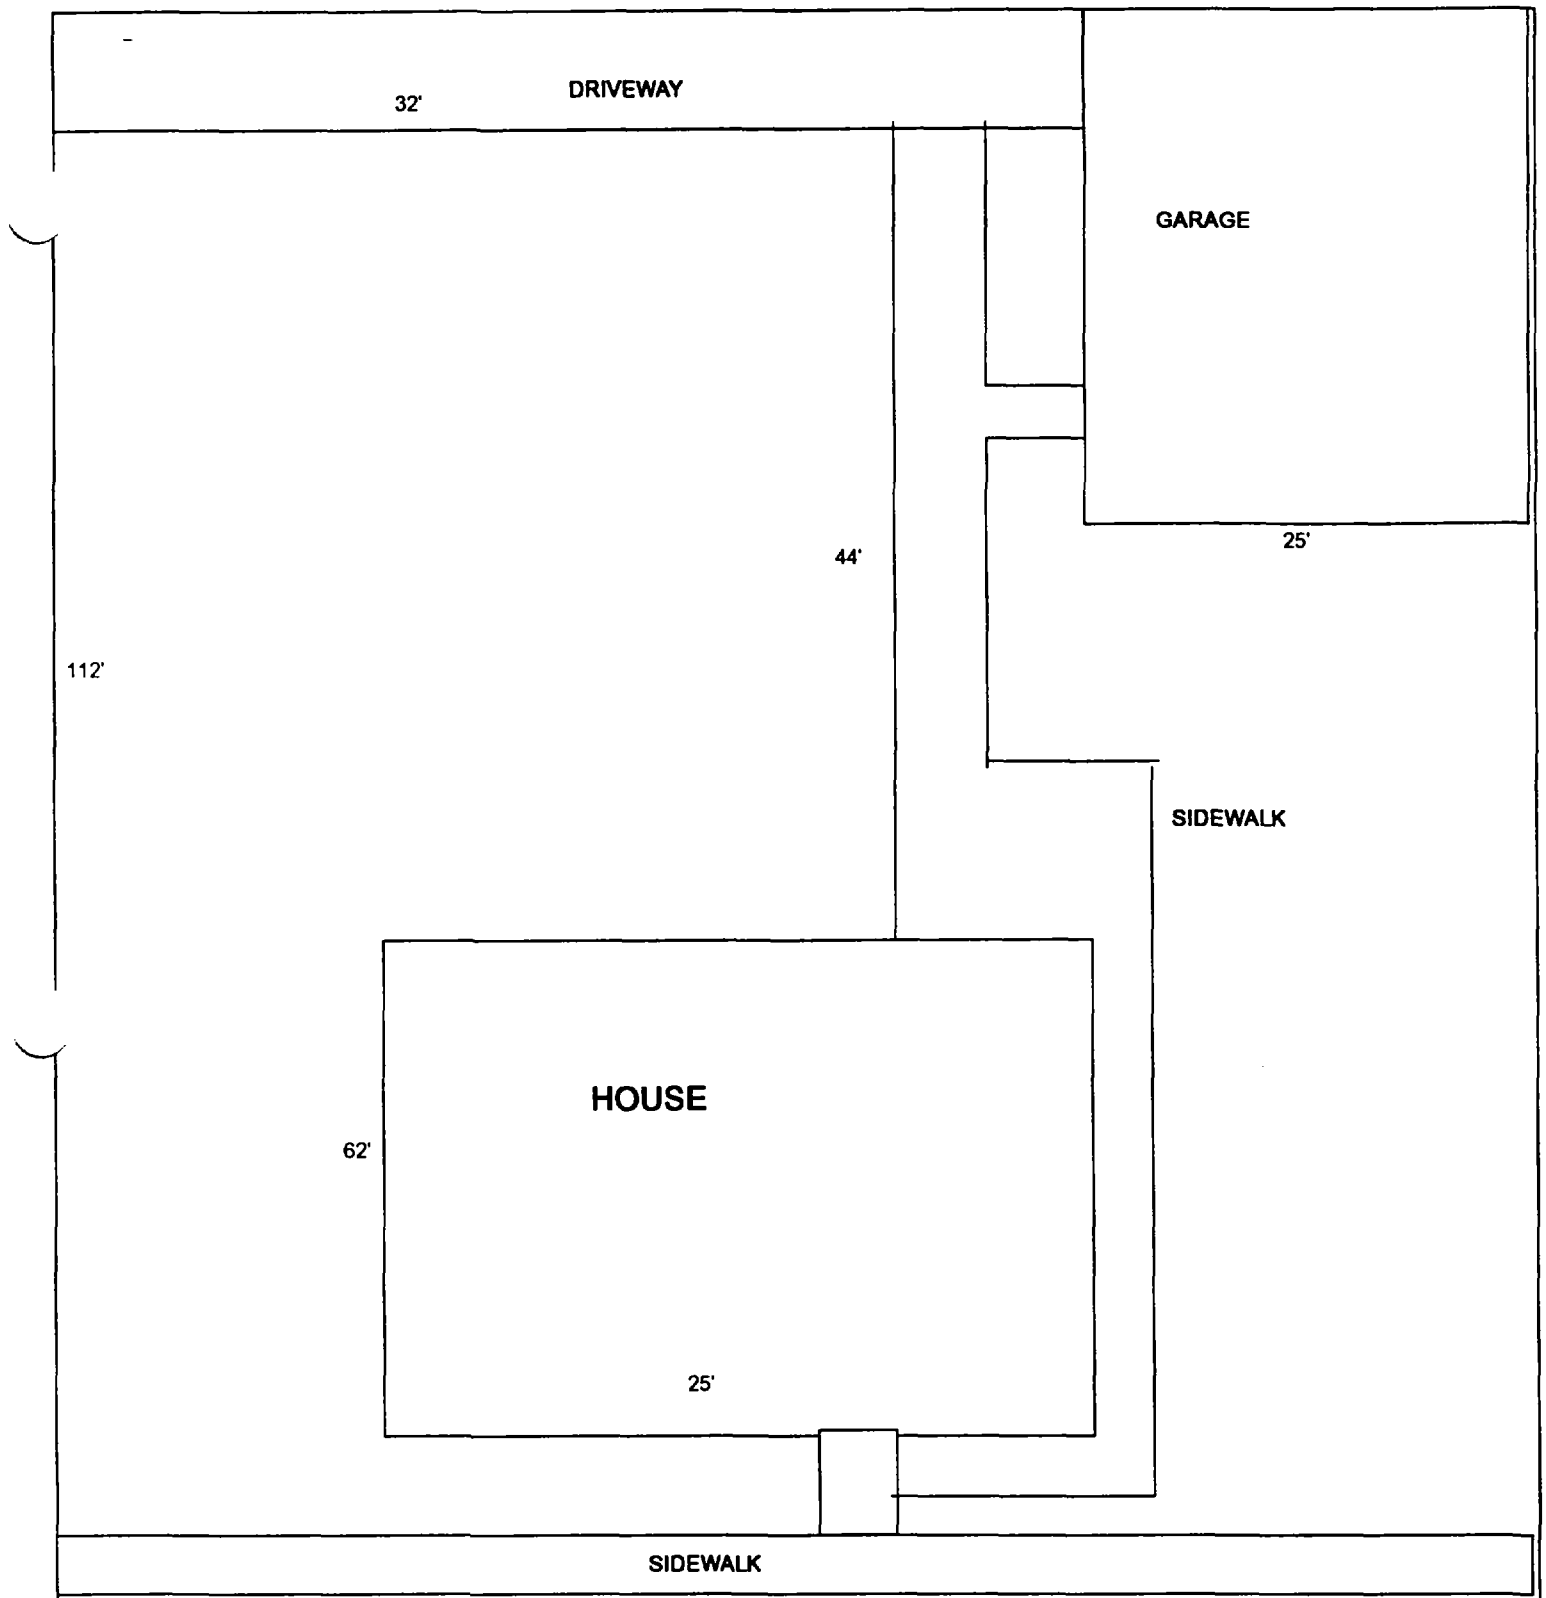 DRIVEWAY
32'
GARAGE
25'
44'
112'
SIDEWALK
HOUSE
62'
25'
SIDEWALK